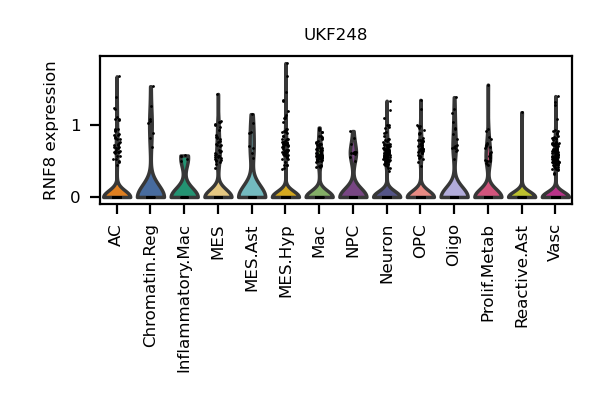 UKF248
RNF8 expression
1
0
AC
Chromatin.Reg
Inflammatory.Mac
MES
MES.Ast
MES.Hyp
Mac
NPC
Neuron
OPC
Oligo
Prolif.Metab
Reactive.Ast
Vasc